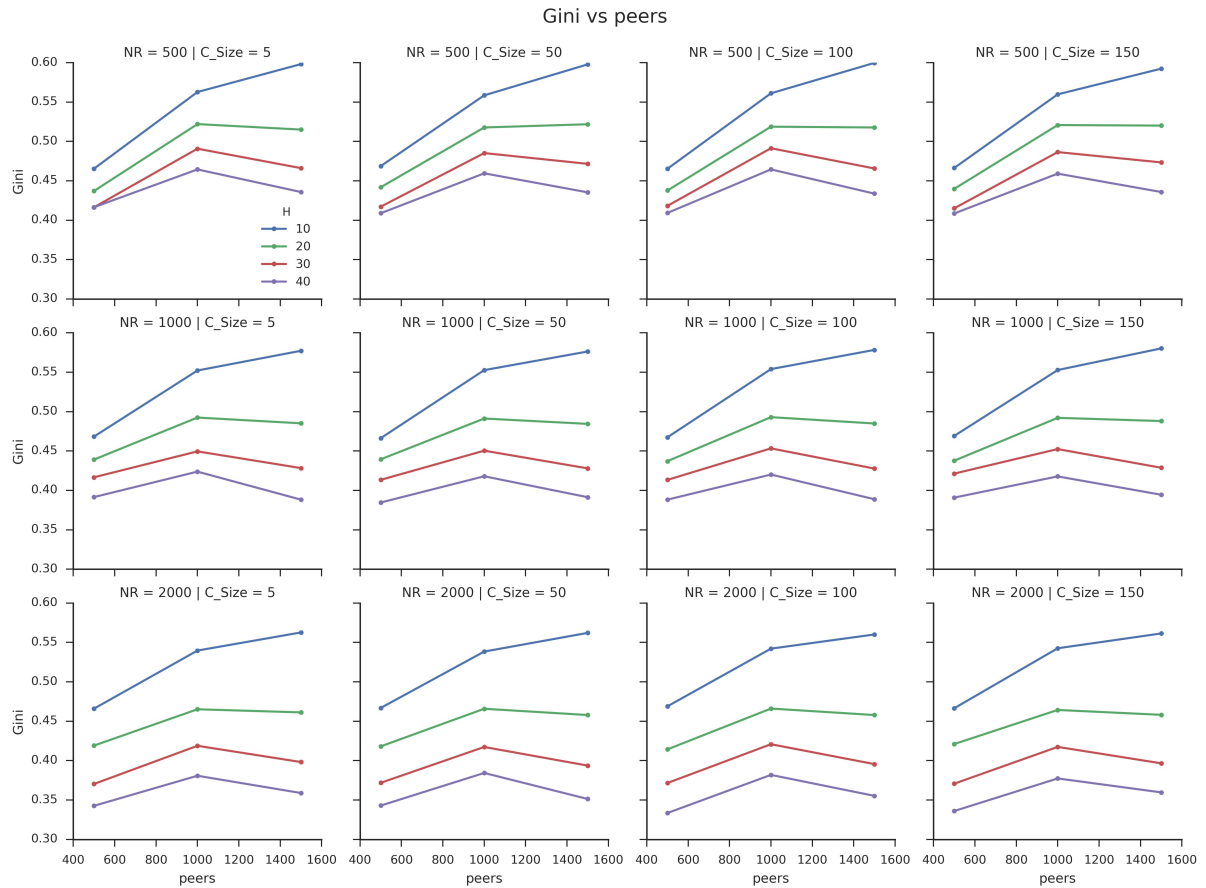 Gini vs peers
NR = 500 | C_Size = 5
NR = 500 | C_Size = 50
NR = 500 | C_Size = 100
NR = 500 | C_Size = 150
0.60
0.55
0.50
0.45
0.40
0.35
0.30
Gini
H
10
20
30
40
NR = 1000 | C_Size = 5
NR = 1000 | C_Size = 50
NR = 1000 | C_Size = 100
NR = 1000 | C_Size = 150
0.60
0.55
0.50
0.45
0.40
0.35
0.30
Gini
NR = 2000 | C_Size = 5
NR = 2000 | C_Size = 50
NR = 2000 | C_Size = 100
NR = 2000 | C_Size = 150
0.60
0.55
0.50
0.45
0.40
0.35
0.30
Gini
400 600 800 1000 1200 1400 1600
400 600 800 1000 1200 1400 1600
400 600 800 1000 1200 1400 1600
400 600 800 1000 1200 1400 1600
peers
peers
peers
peers